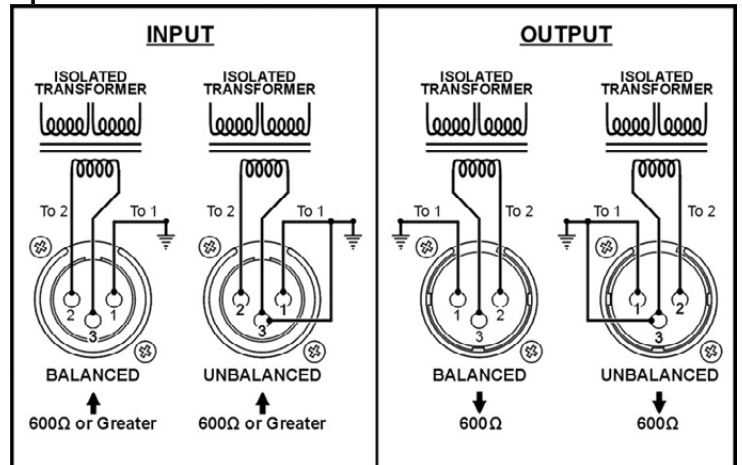 INPUT
ISOLATED
TRANSFORMER
To 2
To 1
2
1
3
BALANCED
600Ω or Greater
ISOLATED
TRANSFORMER
To 2
To 1
2
1
3
UNBALANCED
600Ω or Greater
OUTPUT
ISOLATED
TRANSFORMER
To 1
To 2
1
2
3
BALANCED
600Ω
ISOLATED
TRANSFORMER
To 1
To 2
1
2
3
UNBALANCED
600Ω